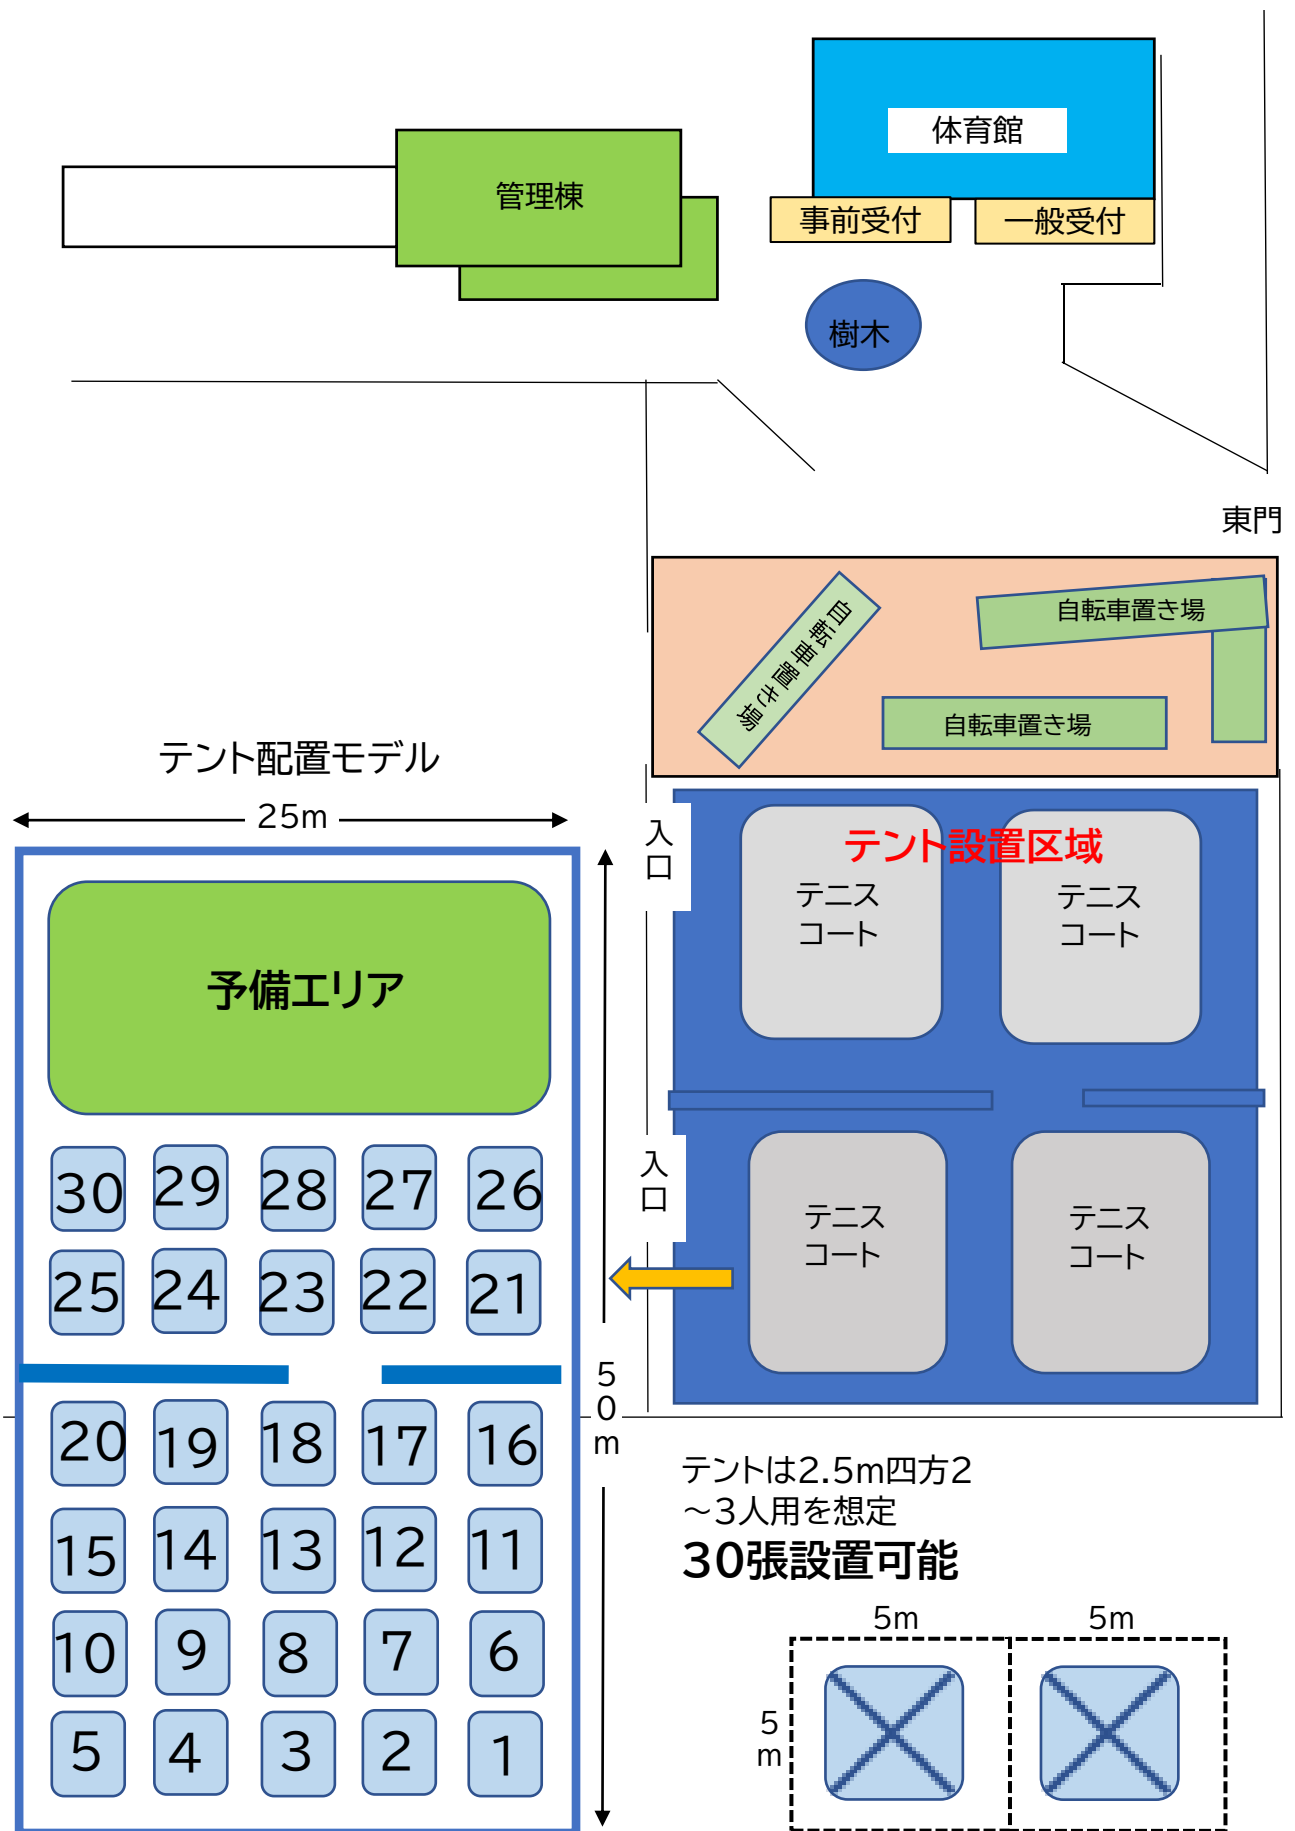 体育館
管理棟
事前受付
一般受付
樹木
東門
自転車置き場
自転車置き場
自転車置き場
テント配置モデル
25m
入口
テント設置区域
テニス
コート
テニス
コート
予備エリア
入口
テニス
コート
テニス
コート
30 29 28 27 26
25 24 23 22 21
50m
20 19 18 17 16
15 14 13 12 11
10 9 8 7 6
5 4 3 2 1
テントは2.5m四方2
～3人用を想定
30張設置可能
5m 5m
5m